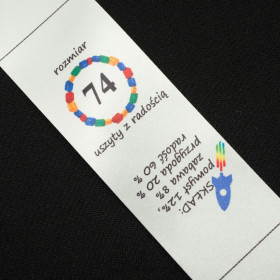 rozmiar
74
uszyty z radością
SKŁAD:
pomysł 12%,
zabawa 8%
przygoda 20 %
radość 60 %